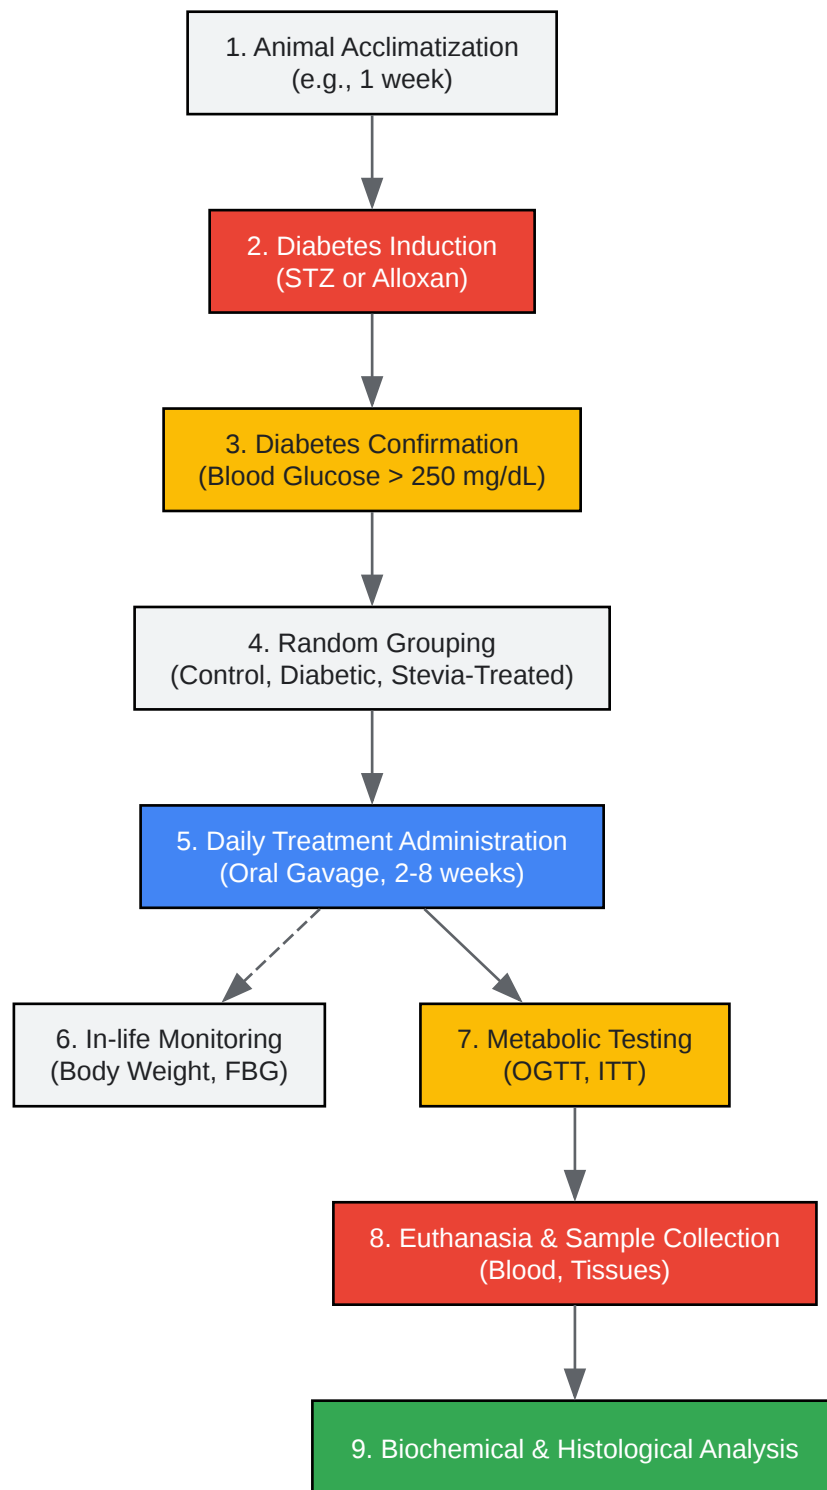 1. Animal Acclimatization
(e.g., 1 week)
2. Diabetes Induction
(STZ or Alloxan)
3. Diabetes Confirmation
(Blood Glucose > 250 mg/dL)
4. Random Grouping
(Control, Diabetic, Stevia-Treated)
5. Daily Treatment Administration
(Oral Gavage, 2-8 weeks)
6. In-life Monitoring
(Body Weight, FBG)
7. Metabolic Testing
(OGTT, ITT)
8. Euthanasia & Sample Collection
(Blood, Tissues)
9. Biochemical & Histological Analysis